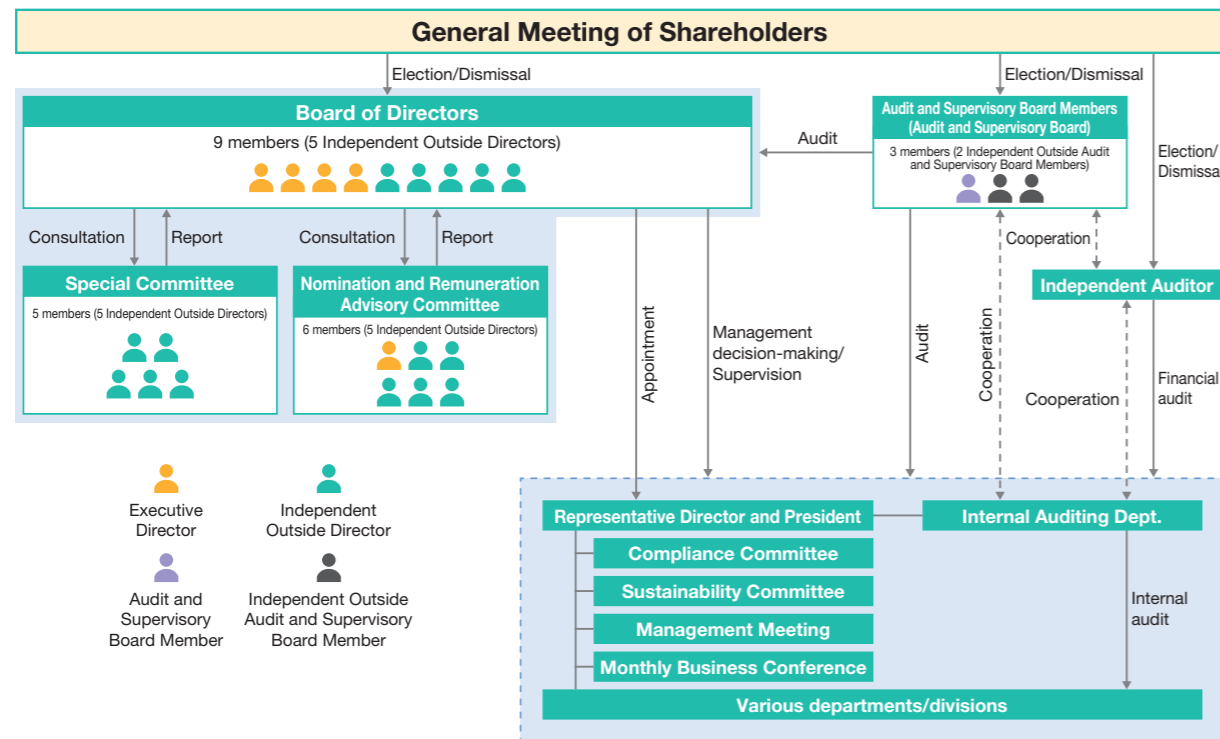 General Meeting of Shareholders
Election/Dismissal
Election/Dismissal
Board of Directors
9 members (5 Independent Outside Directors)
Audit
Audit and Supervisory Board Members
(Audit and Supervisory Board)
3 members (2 Independent Outside Audit
and Supervisory Board Members)
Election/
Dismissal
Consultation
Report
Consultation
Report
Cooperation
Special Committee
5 members (5 Independent Outside Directors)
Nomination and Remuneration
Advisory Committee
6 members (5 Independent Outside Directors)
Independent Auditor
Appointment
Management
decision-making/
Supervision
Audit
Cooperation
Cooperation
Financial
audit
Executive
Director
Independent
Outside Director
Audit and
Supervisory
Board Member
Independent Outside
Audit and Supervisory
Board Member
Representative Director and President
Internal Auditing Dept.
Compliance Committee
Sustainability Committee
Management Meeting
Monthly Business Conference
Internal
audit
Various departments/divisions